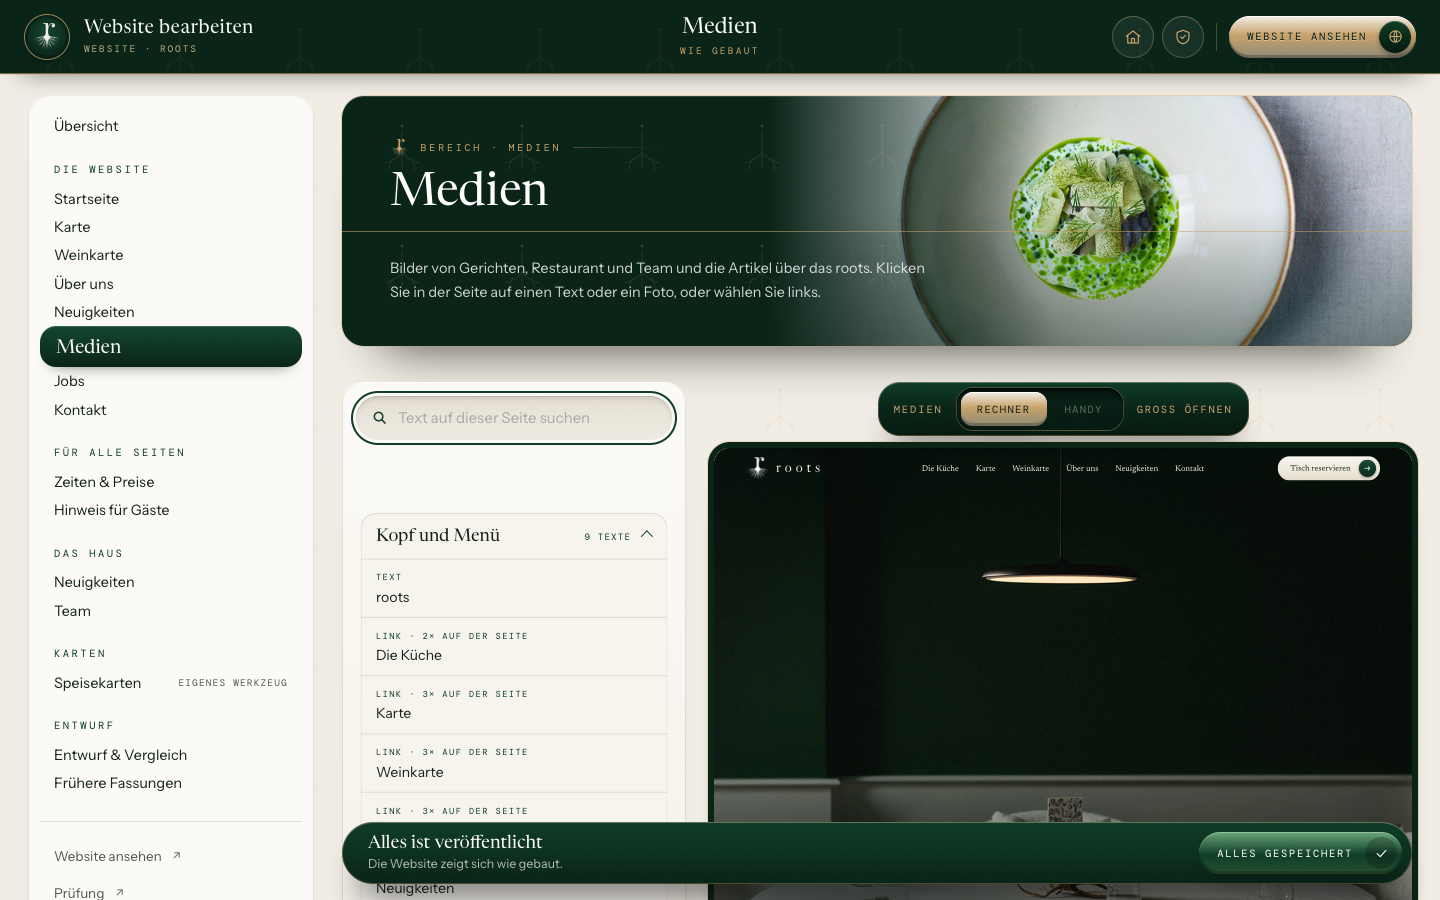 Website bearbeiten
WEBSITE · ROOTS
Medien
WIE GEBAUT
WEBSITE ANSEHEN
Übersicht
DIE WEBSITE
Startseite
Karte
Weinkarte
Über uns
Neuigkeiten
Medien
Jobs
Kontakt
FÜR ALLE SEITEN
Zeiten & Preise
Hinweis für Gäste
DAS HAUS
Neuigkeiten
Team
KARTEN
Speisekarten
EIGENES WERKZEUG
ENTWURF
Entwurf & Vergleich
Frühere Fassungen
Website ansehen
Prüfung
BEREICH · MEDIEN
Medien
Bilder von Gerichten, Restaurant und Team und die Artikel über das roots. Klicken
Sie in der Seite auf einen Text oder ein Foto, oder wählen Sie links.
Text auf dieser Seite suchen
Kopf und Menü
9 TEXTE
TEXT
roots
LINK · 2× AUF DER SEITE
Die Küche
LINK · 3× AUF DER SEITE
Karte
LINK · 3× AUF DER SEITE
Weinkarte
LINK · 3× AUF DER SEITE
Neuigkeiten
MEDIEN
RECHNER
HANDY
GROSS ÖFFNEN
roots
Die Küche
Karte
Weinkarte
Über uns
Neuigkeiten
Kontakt
Tisch reservieren
Alles ist veröffentlicht
Die Website zeigt sich wie gebaut.
ALLES GESPEICHERT